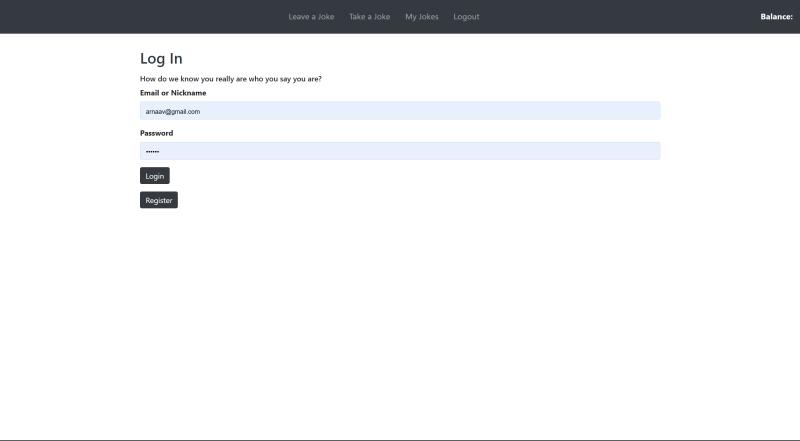 Leave a Joke Take a Joke My Jokes Logout Balance:
Log In
How do we know you really are who you say you are?
Email or Nickname
arnaav@gmail.com
Password
••••••
Login
Register